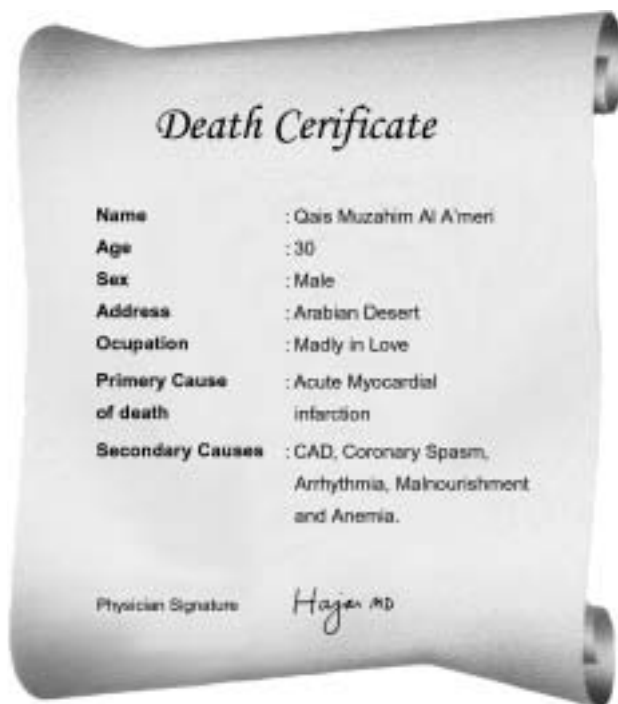 Death Cerificate
Name : Qais Muzahim Al A'meri
Age : 30
Sex : Male
Address : Arabian Desert
Ocupation : Madly in Love
Primery Cause : Acute Myocardial
of death infarction
Secondary Causes : CAD, Coronary Spasm,
Arrhythmia, Malnourishment
and Anemia.
Physician Signature Hajar MD